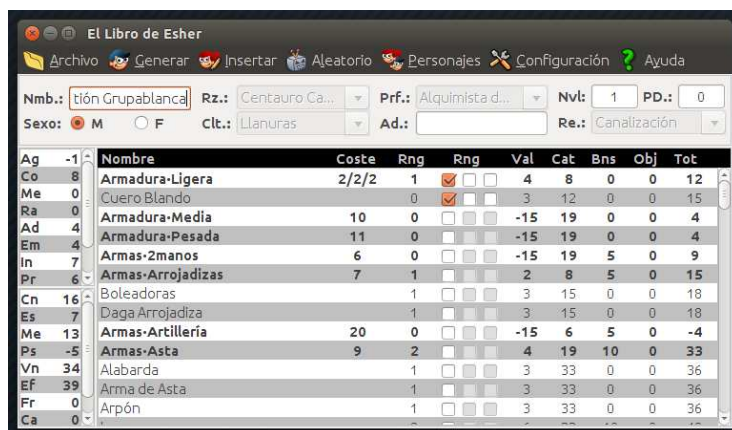 El Libro de Esher
Archivo Generar Insertar Aleatorio Personajes Configuración Ayuda
Nmb.: tión Grupablanca Rz.: Centauro Ca... Prf.: Alquimista d... Nvl: 1 PD.: 0
Sexo: M F Clt.: Llanuras Ad.: Re.: Canalización
Ag -1 Nombre Coste Rng Rng Val Cat Bns Obj Tot
Co 8 Armadura·Ligera 2/2/2 1 4 8 0 0 12
Me 0 Cuero Blando 0 3 12 0 0 15
Ra 0 Armadura·Media 10 0 -15 19 0 0 4
Ad 4 Armadura·Pesada 11 0 -15 19 0 0 4
Em 4 Armas·2manos 6 0 -15 19 5 0 9
In 7 Armas·Arrojadizas 7 1 2 8 5 0 15
Pr 6 Boleadoras 1 3 15 0 0 18
Cn 16 Daga Arrojadiza 1 3 15 0 0 18
Es 7 Armas·Artillería 20 0 -15 6 5 0 -4
Me 13 Armas·Asta 9 2 4 19 10 0 33
Ps -5 Alabarda 1 3 33 0 0 36
Vn 34 Arma de Asta 1 3 33 0 0 36
Ef 39 Arpón 1 3 33 0 0 36
Fr 0
Ca 0